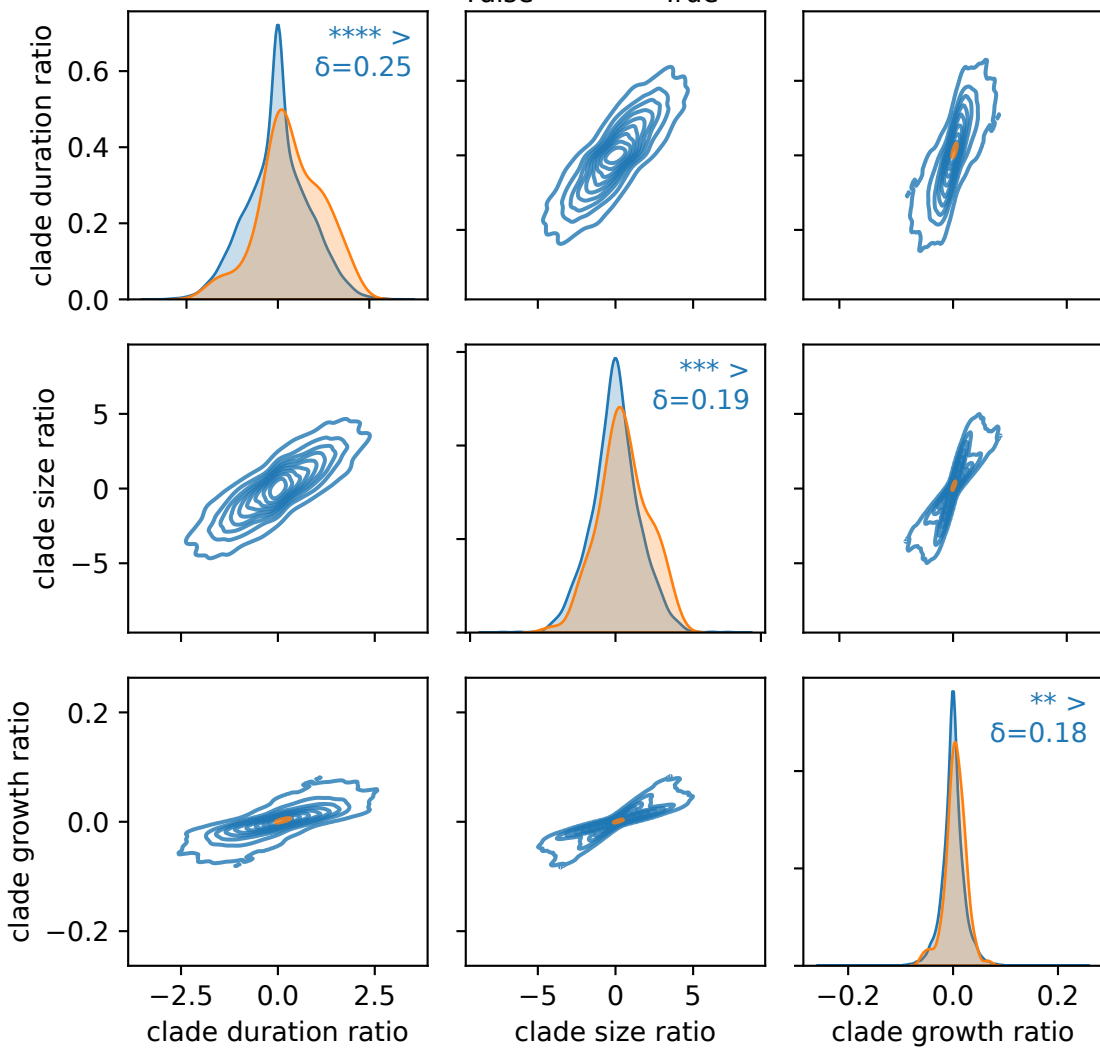 clade duration ratio
0.6
0.4
0.2
0.0
**** >
δ=0.25
clade size ratio
5
0
−5
*** >
δ=0.19
clade growth ratio
0.2
0.0
−0.2
** >
δ=0.18
−2.5 0.0 2.5
−5 0 5
−0.2 0.0 0.2
clade duration ratio
clade size ratio
clade growth ratio